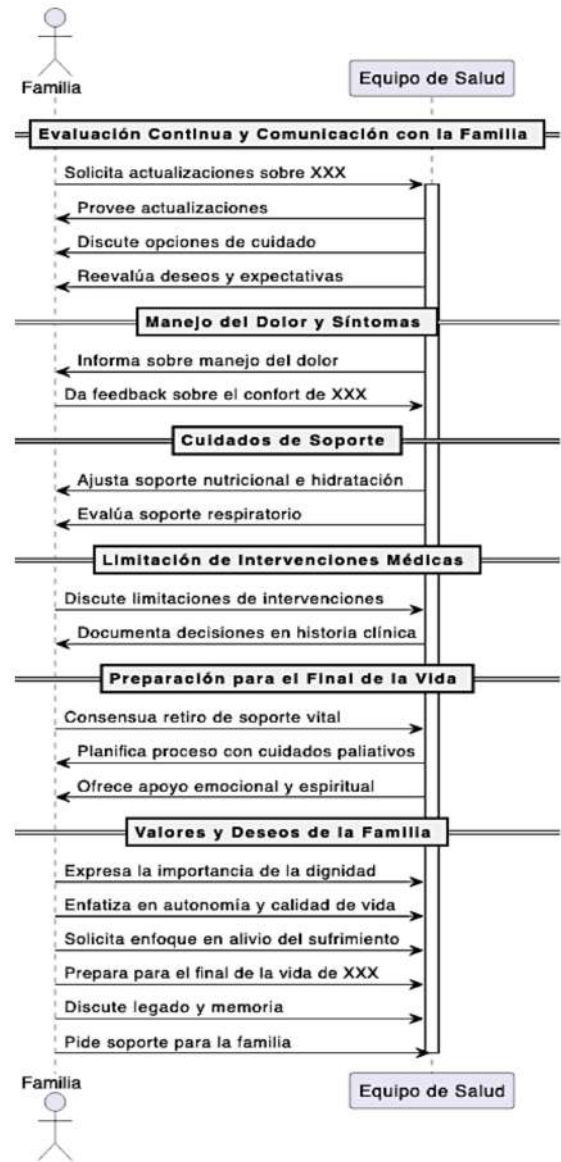 Familia
Equipo de Salud
Evaluación Continua y Comunicación con la Familia
Solicita actualizaciones sobre XXX
Provee actualizaciones
Discute opciones de cuidado
Reevalúa deseos y expectativas
Manejo del Dolor y Síntomas
Informa sobre manejo del dolor
Da feedback sobre el confort de XXX
Cuidados de Soporte
Ajusta soporte nutricional e hidratación
Evalúa soporte respiratorio
Limitación de Intervenciones Médicas
Discute limitaciones de intervenciones
Documenta decisiones en historia clínica
Preparación para el Final de la Vida
Consensua retiro de soporte vital
Planifica proceso con cuidados paliativos
Ofrece apoyo emocional y espiritual
Valores y Deseos de la Familia
Expresa la importancia de la dignidad
Enfatiza en autonomía y calidad de vida
Solicita enfoque en alivio del sufrimiento
Prepara para el final de la vida de XXX
Discute legado y memoria
Pide soporte para la familia
Familia
Equipo de Salud